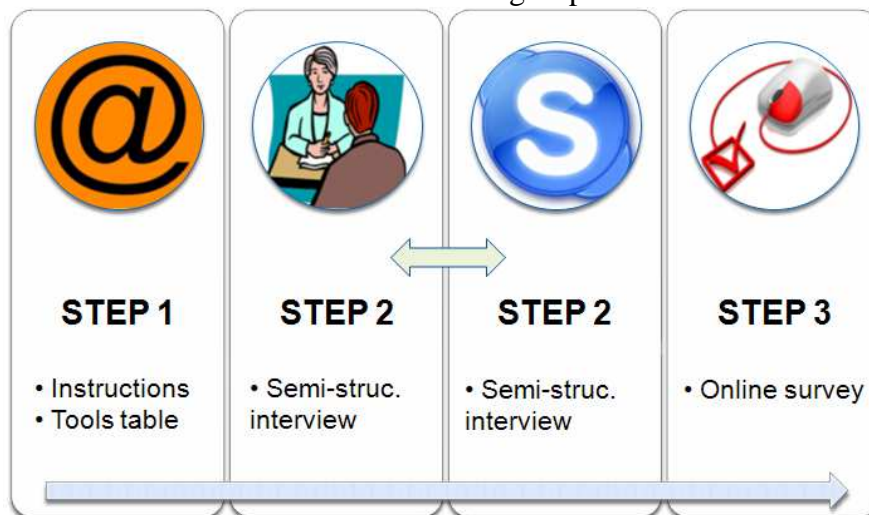 @
S
STEP 1
STEP 2
STEP 2
STEP 3
• Instructions
• Tools table
• Semi-struc.
interview
• Semi-struc.
interview
• Online survey